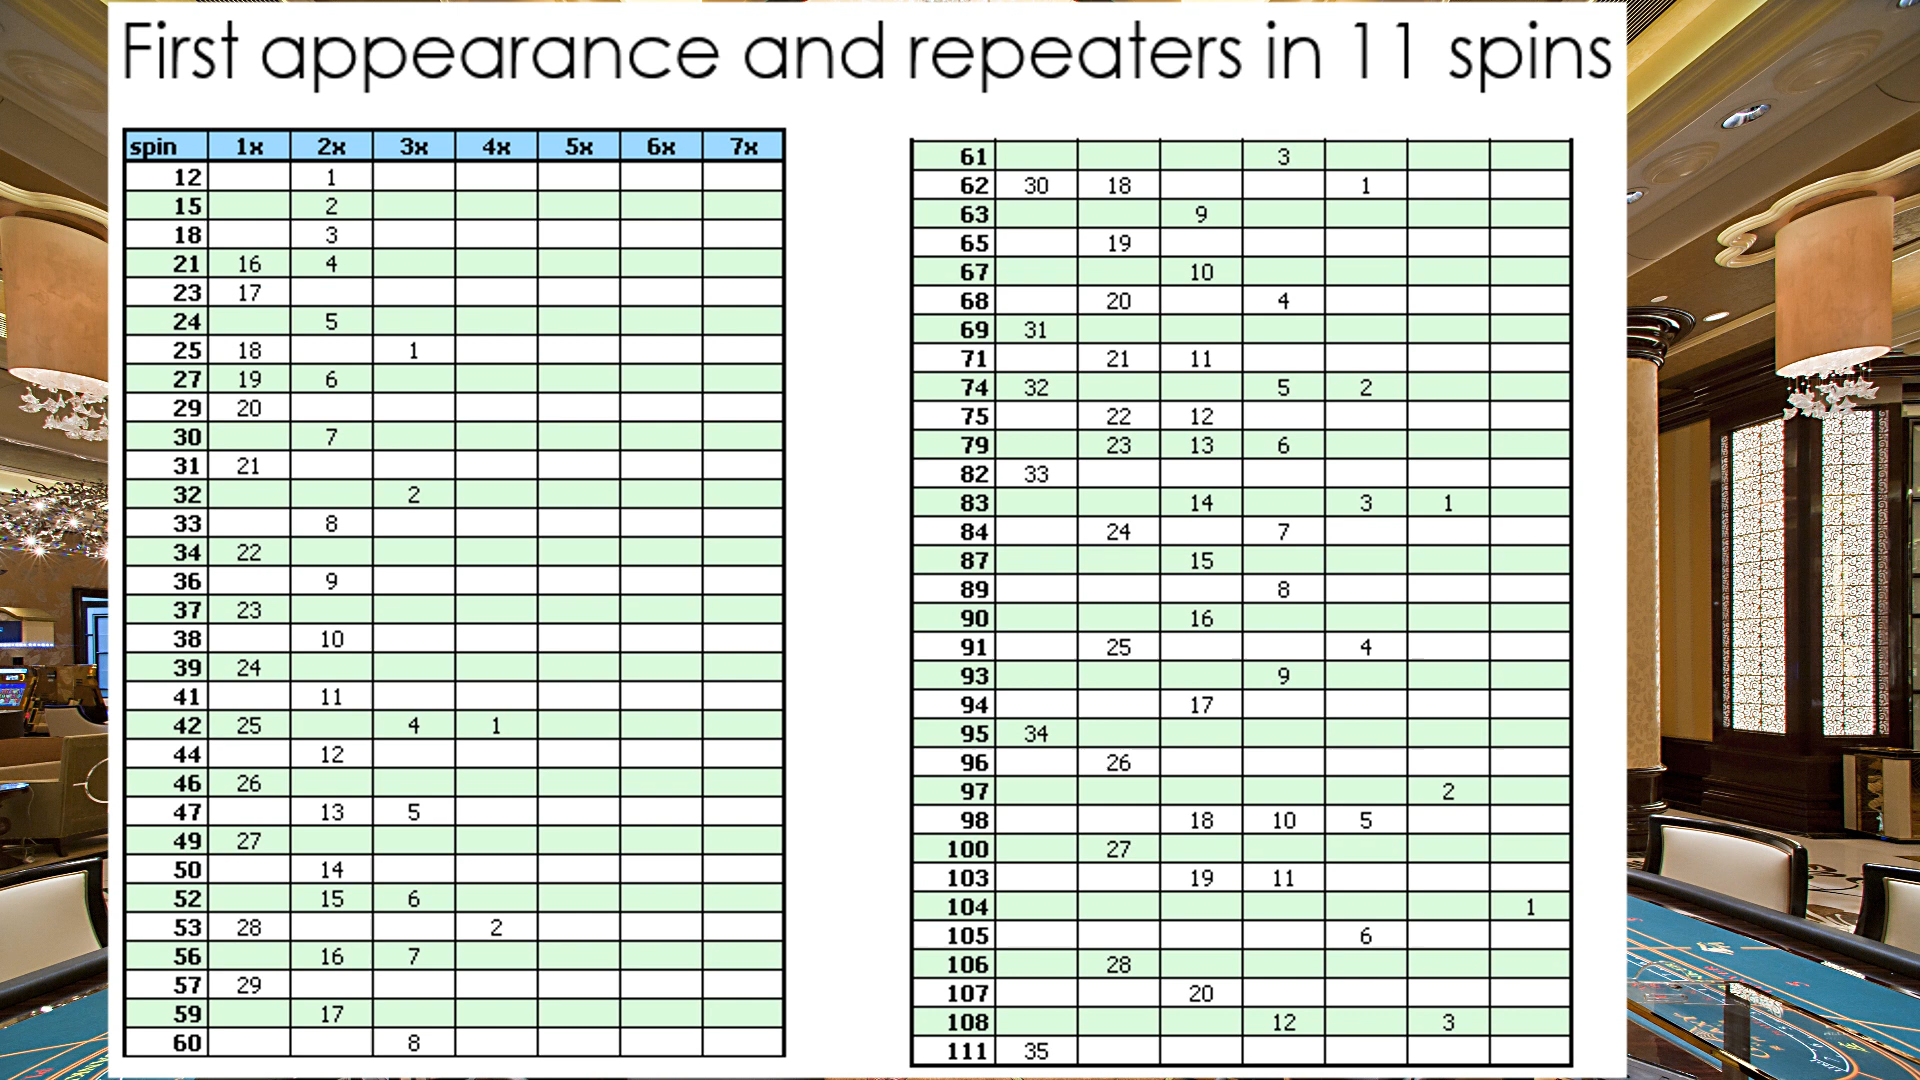 First appearance and repeaters in 11 spins
spin 1x 2x 3x 4x 5x 6x 7x
12 1
15 2
18 3
21 16 4
23 17
24 5
25 18 1
27 19 6
29 20
30 7
31 21
32 2
33 8
34 22
36 9
37 23
38 10
39 24
41 11
42 25 4 1
44 12
46 26
47 13 5
49 27
50 14
52 15 6
53 28 2
56 16 7
57 29
59 17
60 8
61 3
62 30 18 1
63 9
65 19
67 10
68 20 4
69 31
71 21 11
74 32 5 2
75 22 12
79 23 13 6
82 33
83 14 3 1
84 24 7
87 15
89 8
90 16
91 25 4
93 9
94 17
95 34
96 26
97 2
98 18 10 5
100 27
103 19 11
104 1
105 6
106 28
107 20
108 12 3
111 35